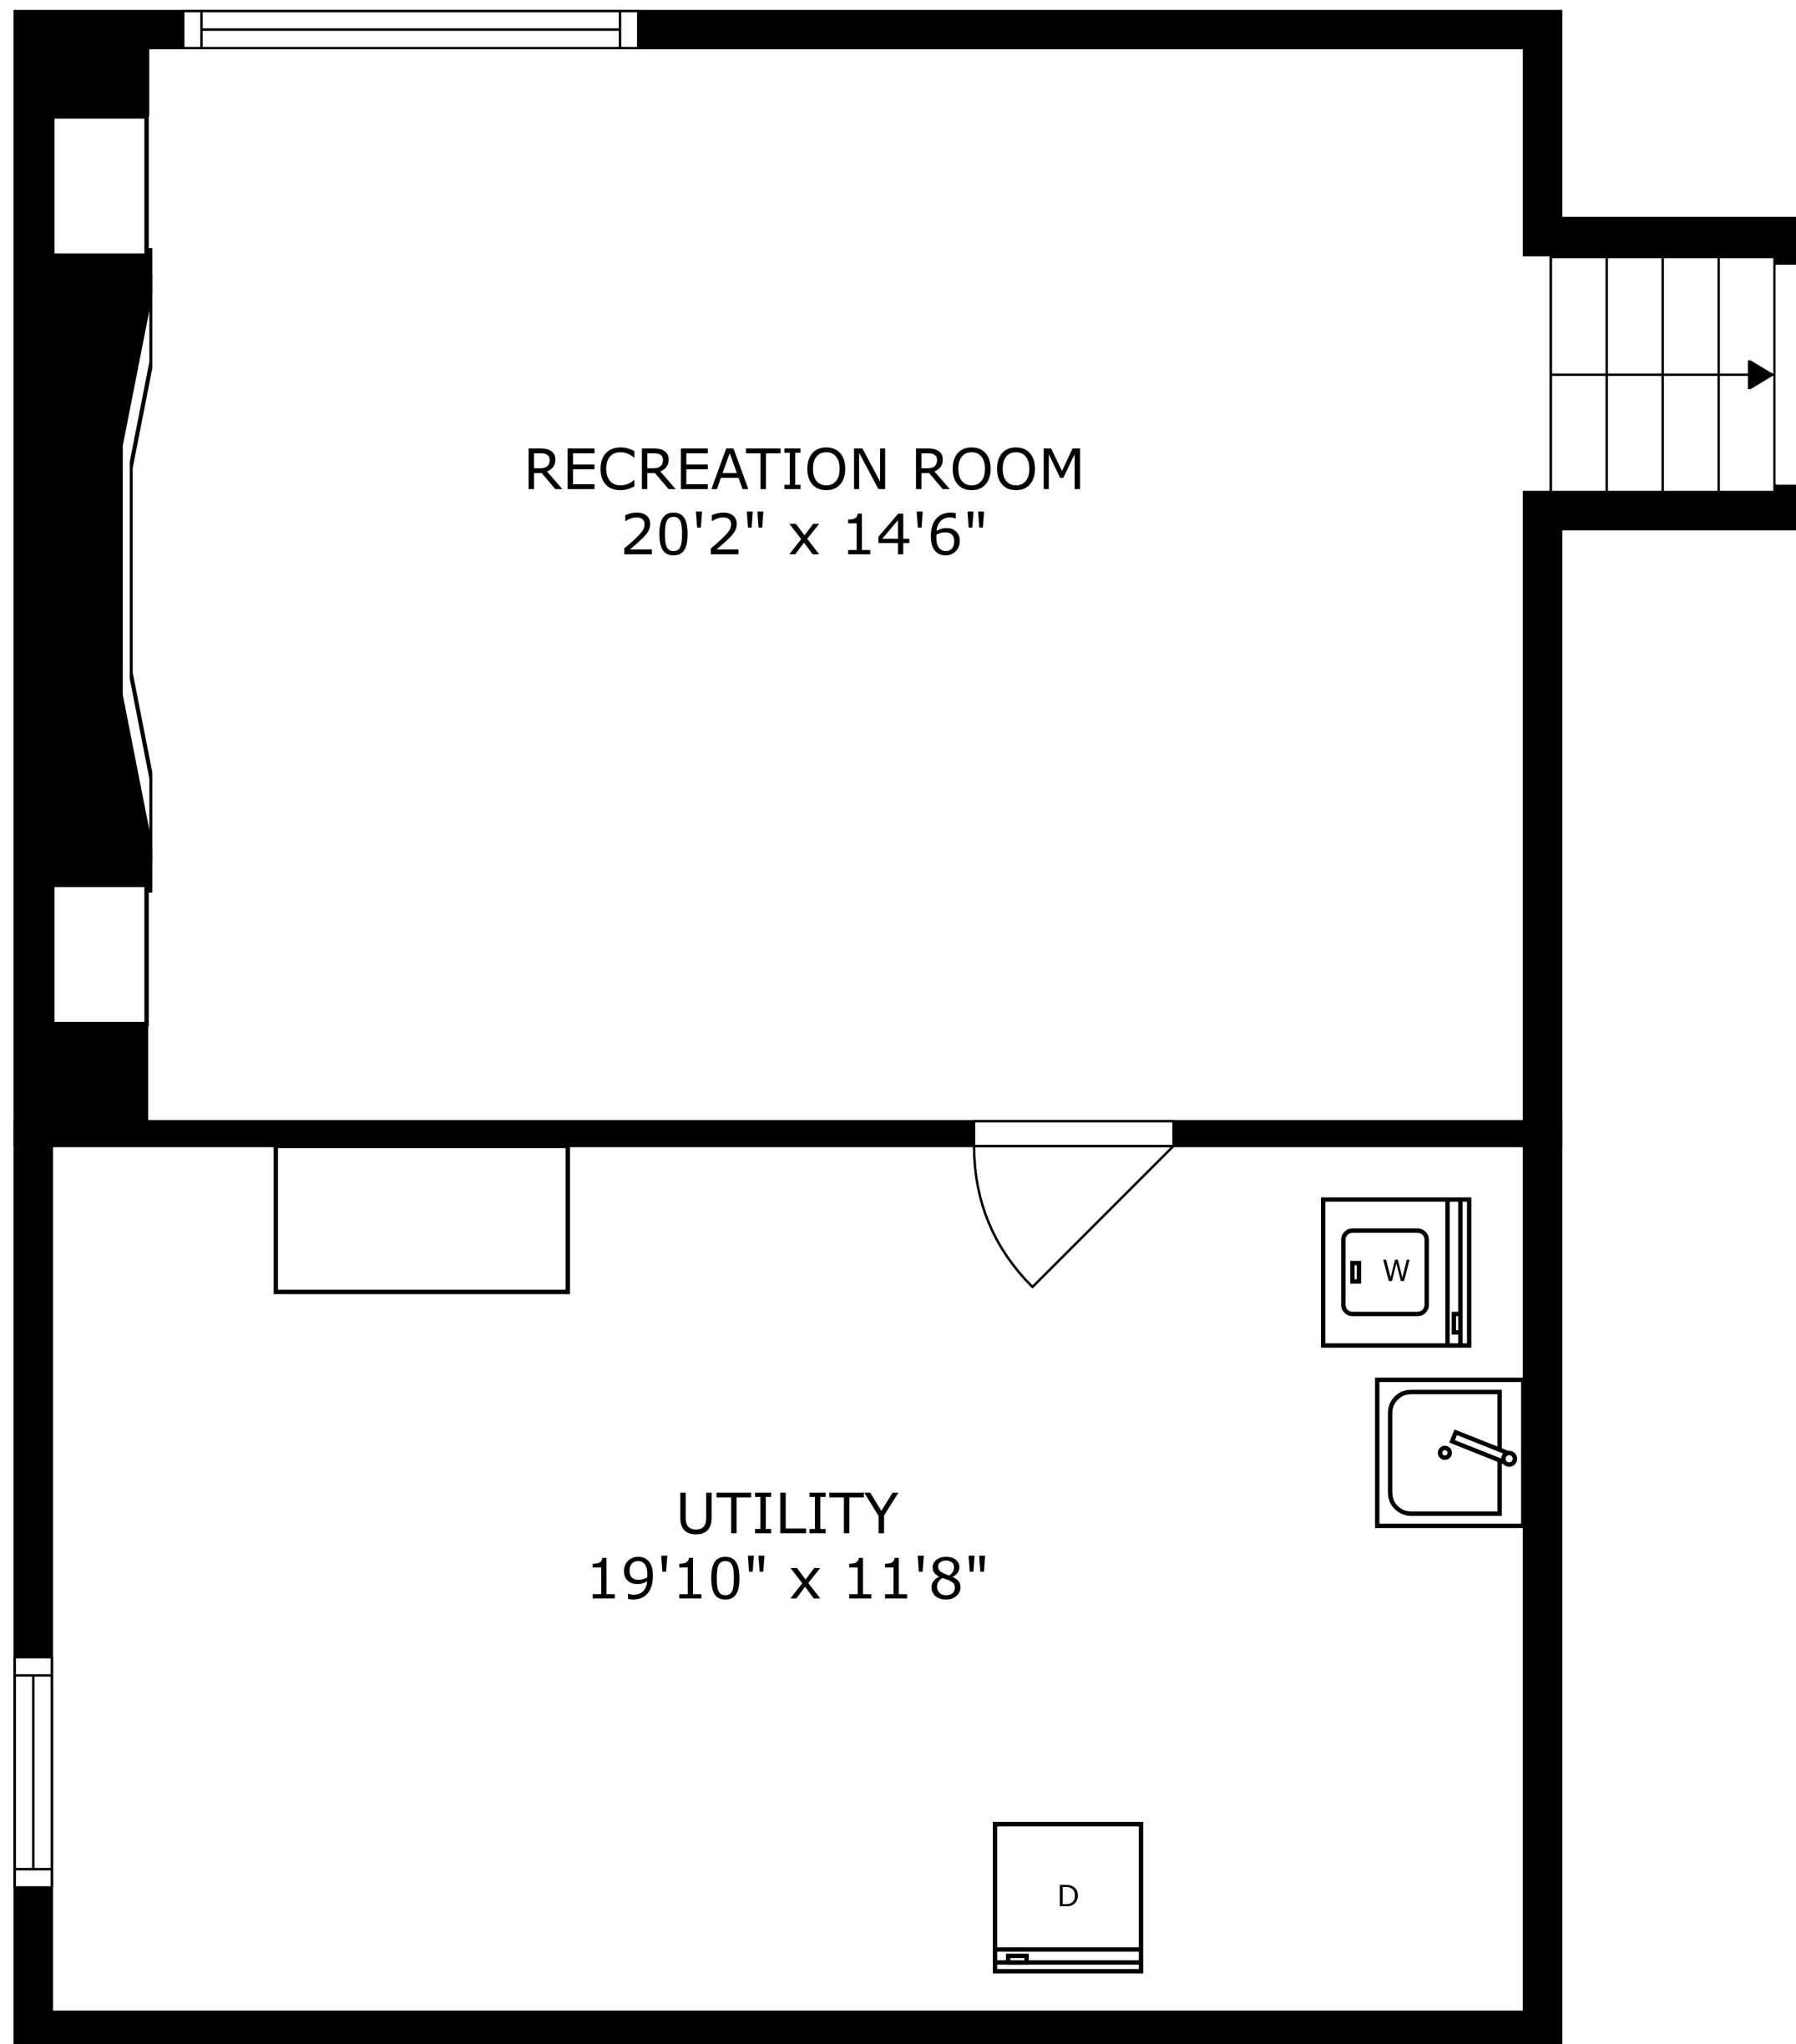 RECREATION ROOM
20'2" x 14'6"
W
UTILITY
19'10" x 11'8"
D